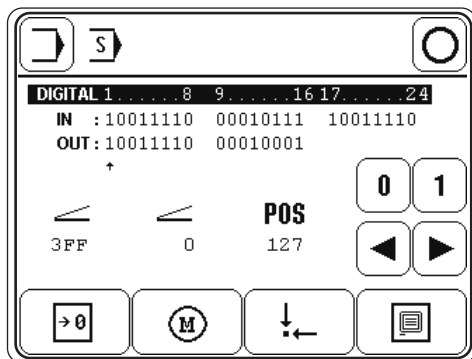 S
DIGITAL 1......8 9......16 17......24
IN :10011110 00010111 10011110
OUT:10011110 00010001
0 1
POS
3FF 0 127
→0 M